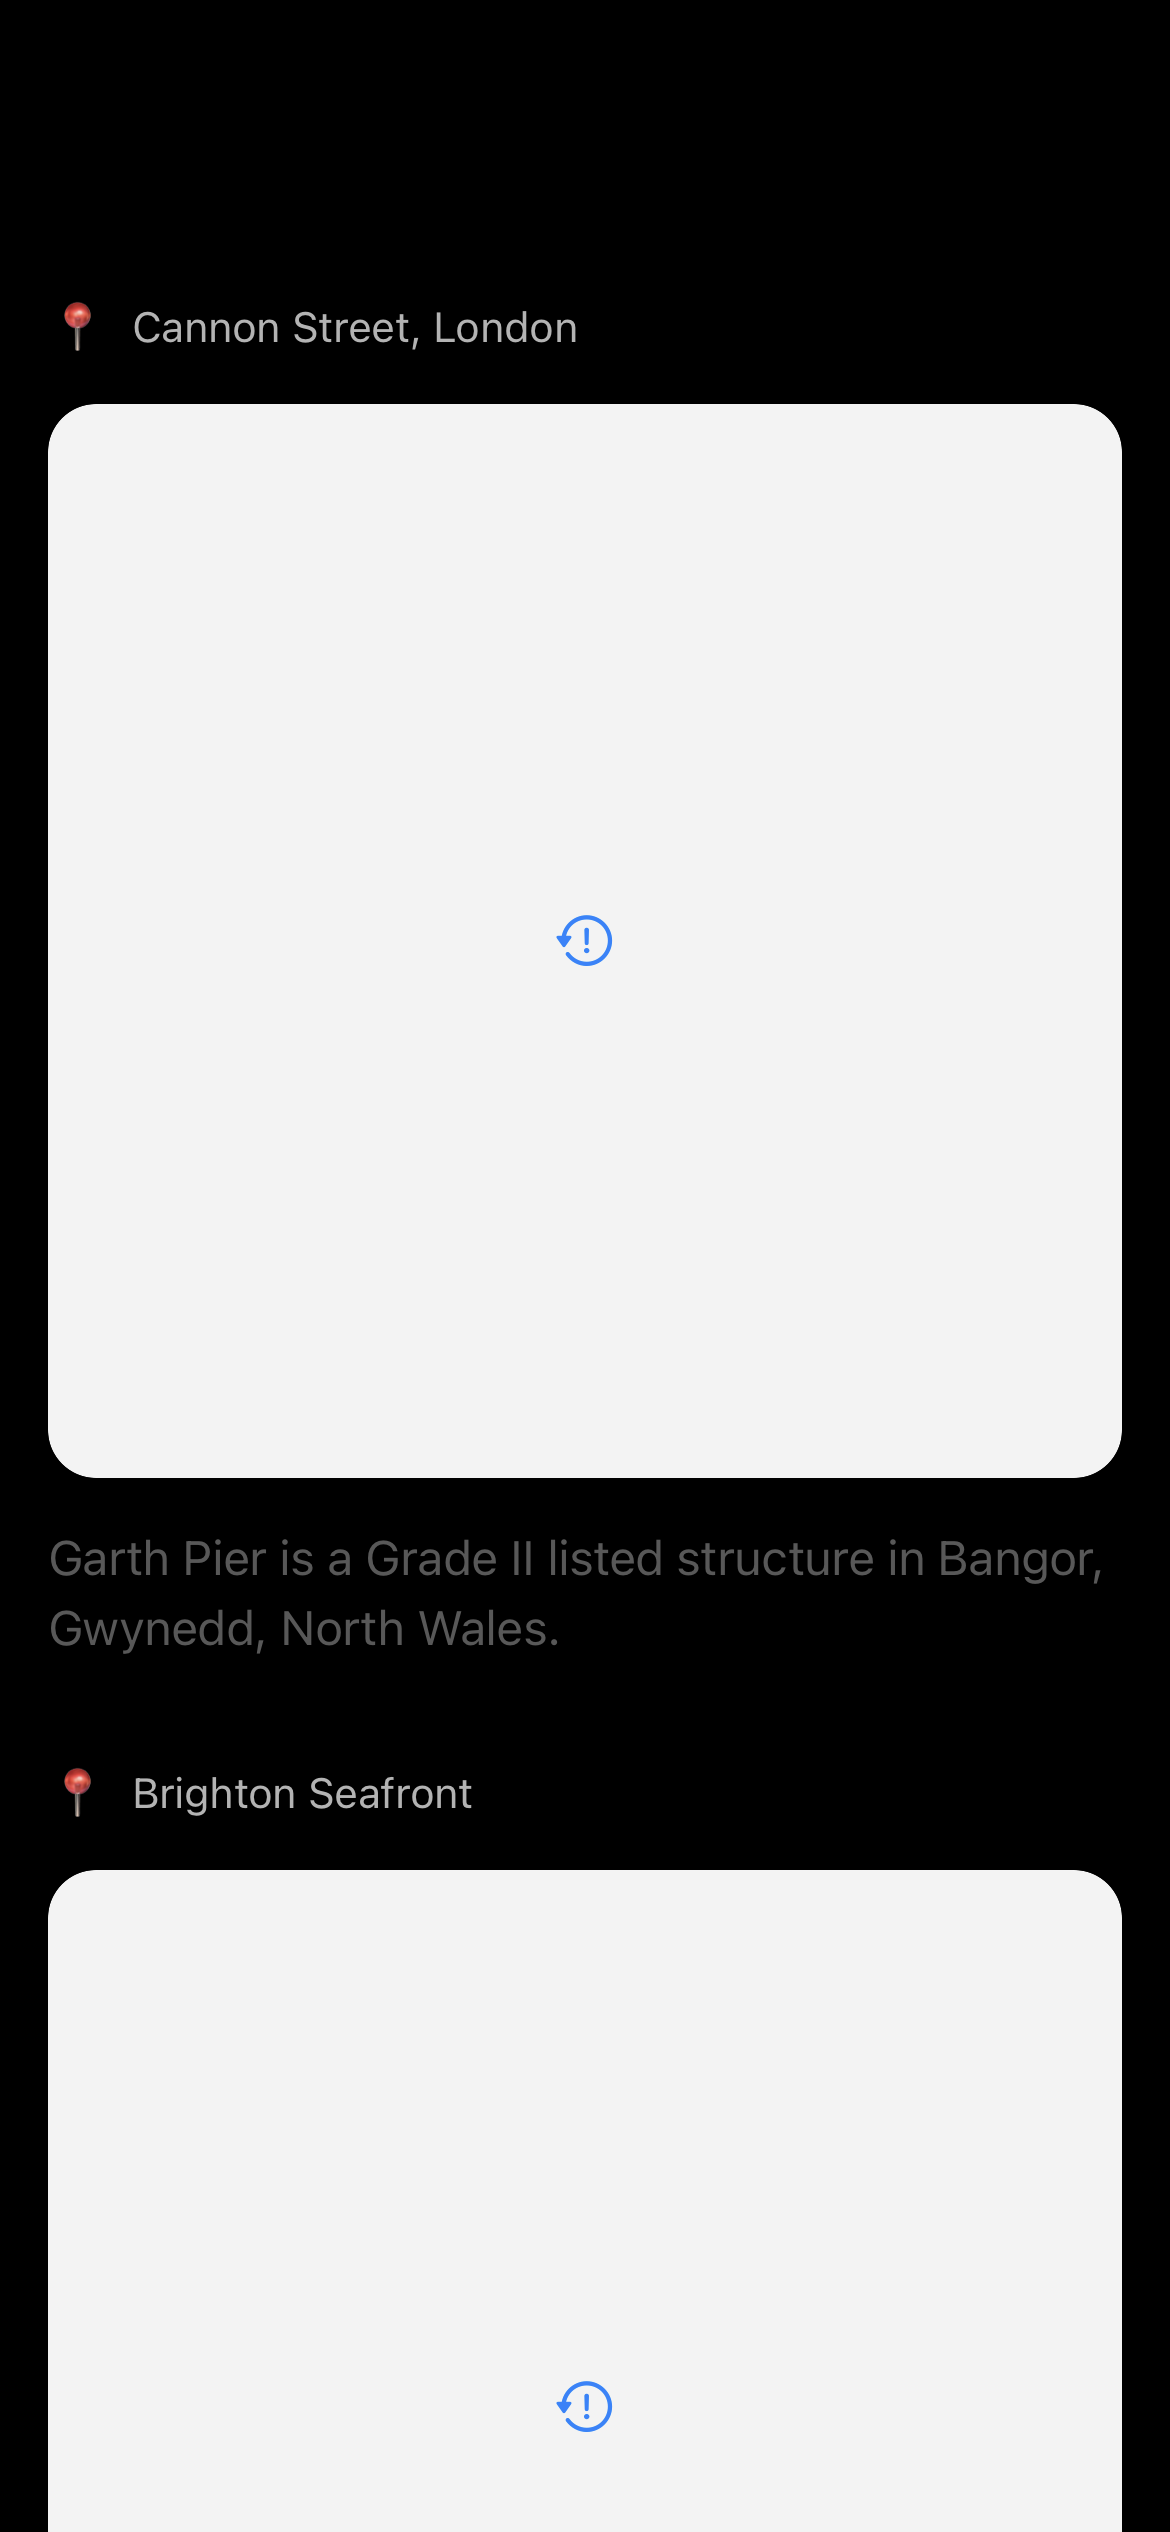 Cannon Street, London
Garth Pier is a Grade II listed structure in Bangor,
Gwynedd, North Wales.
Brighton Seafront